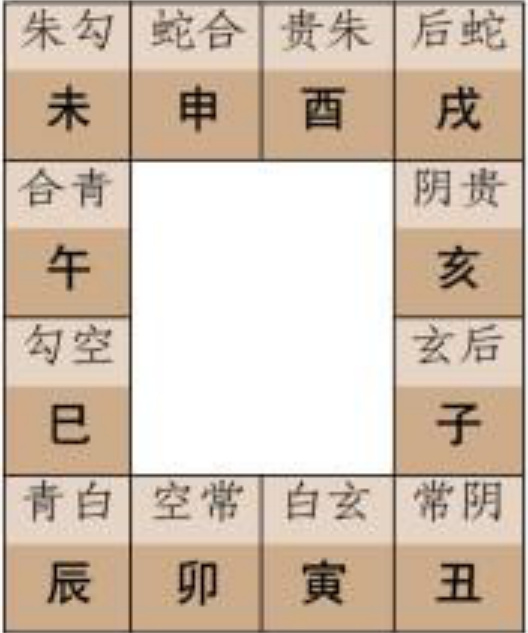 朱勾 蛇合 贵朱 后蛇
未 申 酉 戌
合青 阴贵
午 亥
勾空 玄后
巳 子
青白 空常 白玄 常阴
辰 卯 寅 丑